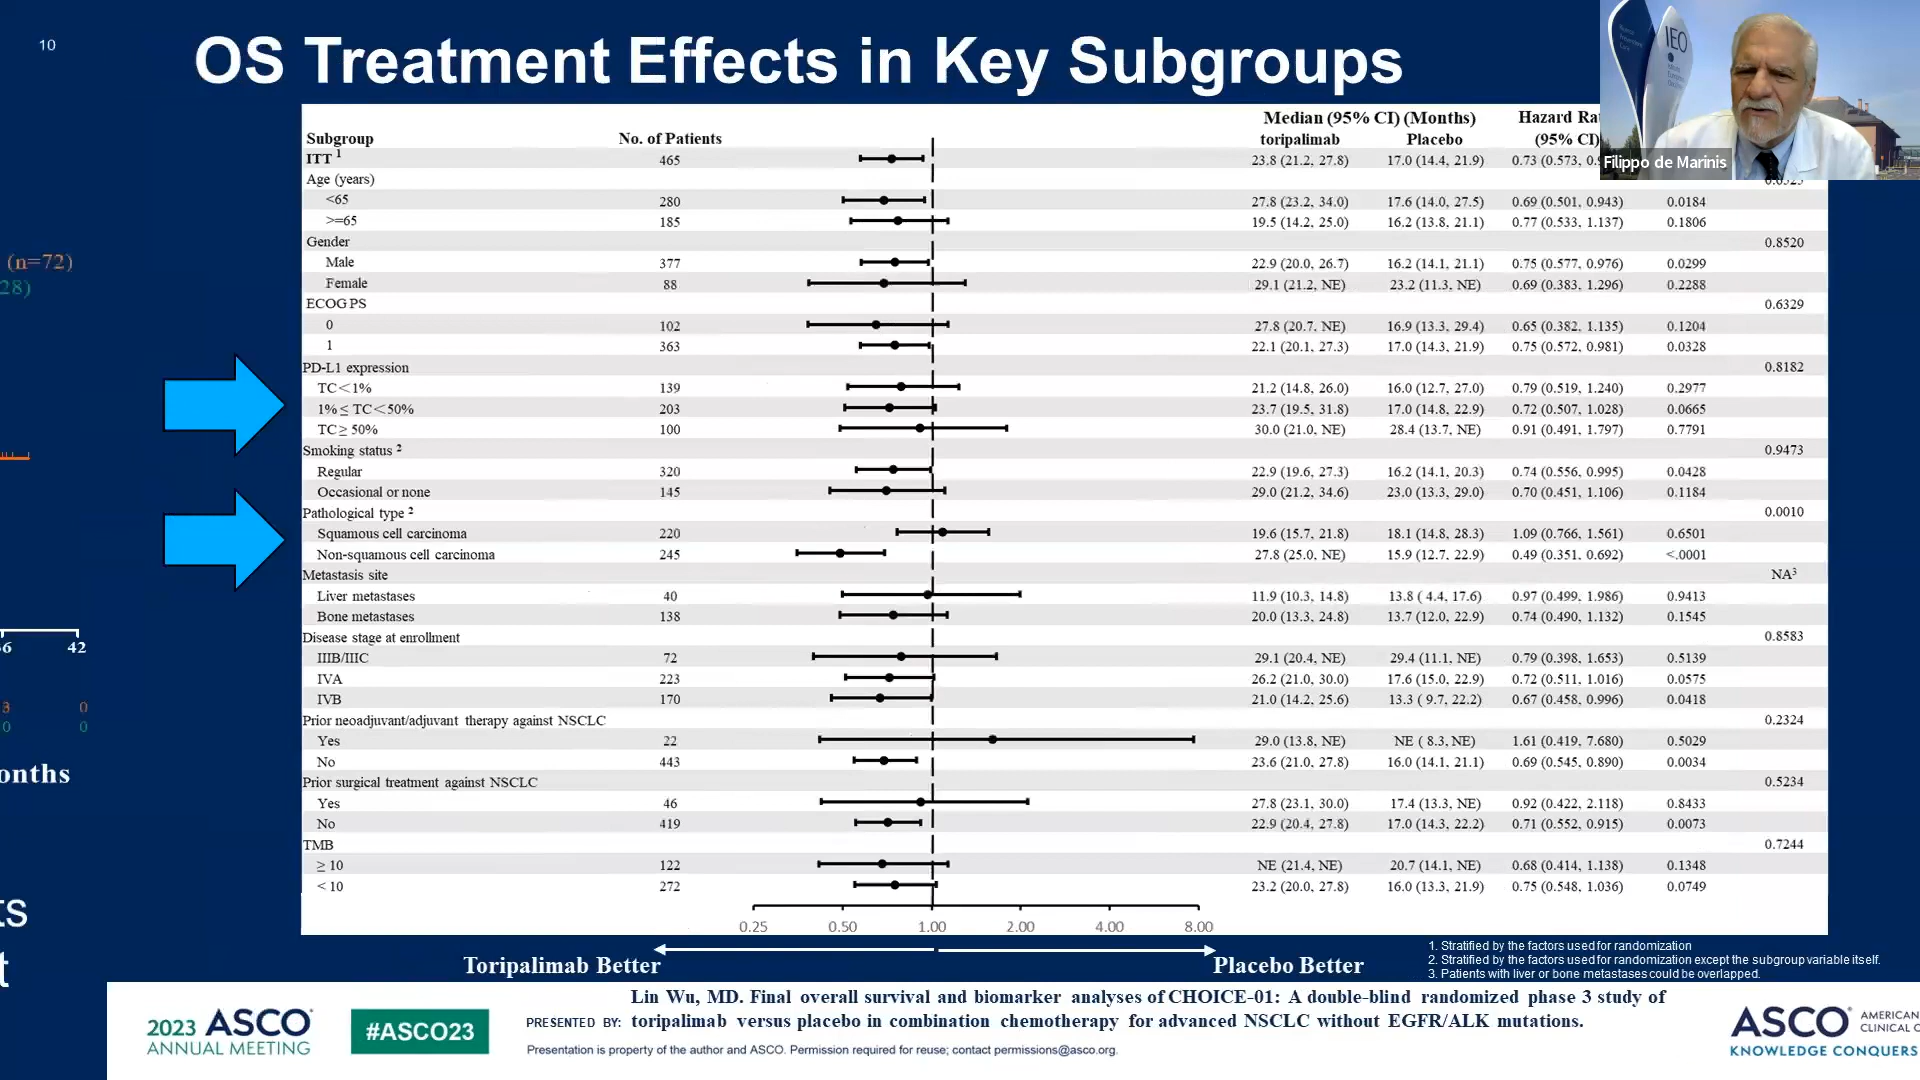 10
OS Treatment Effects in Key Subgroups
IEO
Filippo de Marinis
(n=72)
28)
42
3 0
0 0
onths
ts
t
Median (95% CI) (Months) Hazard Ra
Subgroup No. of Patients toripalimab Placebo (95% CI)
ITT 1 465 23.8 (21.2, 27.8) 17.0 (14.4, 21.9) 0.73 (0.573, 0.
Age (years)
<65 280 27.8 (23.2, 34.0) 17.6 (14.0, 27.5) 0.69 (0.501, 0.943) 0.0184
>=65 185 19.5 (14.2, 25.0) 16.2 (13.8, 21.1) 0.77 (0.533, 1.137) 0.1806
Gender 0.8520
Male 377 22.9 (20.0, 26.7) 16.2 (14.1, 21.1) 0.75 (0.577, 0.976) 0.0299
Female 88 29.1 (21.2, NE) 23.2 (11.3, NE) 0.69 (0.383, 1.296) 0.2288
ECOG PS 0.6329
0 102 27.8 (20.7, NE) 16.9 (13.3, 29.4) 0.65 (0.382, 1.135) 0.1204
1 363 22.1 (20.1, 27.3) 17.0 (14.3, 21.9) 0.75 (0.572, 0.981) 0.0328
PD-L1 expression 0.8182
TC<1% 139 21.2 (14.8, 26.0) 16.0 (12.7, 27.0) 0.79 (0.519, 1.240) 0.2977
1%≤ TC<50% 203 23.7 (19.5, 31.8) 17.0 (14.8, 22.9) 0.72 (0.507, 1.028) 0.0665
TC≥ 50% 100 30.0 (21.0, NE) 28.4 (13.7, NE) 0.91 (0.491, 1.797) 0.7791
Smoking status 2 0.9473
Regular 320 22.9 (19.6, 27.3) 16.2 (14.1, 20.3) 0.74 (0.556, 0.995) 0.0428
Occasional or none 145 29.0 (21.2, 34.6) 23.0 (13.3, 29.0) 0.70 (0.451, 1.106) 0.1184
Pathological type 2 0.0010
Squamous cell carcinoma 220 19.6 (15.7, 21.8) 18.1 (14.8, 28.3) 1.09 (0.766, 1.561) 0.6501
Non-squamous cell carcinoma 245 27.8 (25.0, NE) 15.9 (12.7, 22.9) 0.49 (0.351, 0.692) <.0001
Metastasis site NA3
Liver metastases 40 11.9 (10.3, 14.8) 13.8 ( 4.4, 17.6) 0.97 (0.499, 1.986) 0.9413
Bone metastases 138 20.0 (13.3, 24.8) 13.7 (12.0, 22.9) 0.74 (0.490, 1.132) 0.1545
Disease stage at enrollment 0.8583
IIIB/IIIC 72 29.1 (20.4, NE) 29.4 (11.1, NE) 0.79 (0.398, 1.653) 0.5139
IVA 223 26.2 (21.0, 30.0) 17.6 (15.0, 22.9) 0.72 (0.511, 1.016) 0.0575
IVB 170 21.0 (14.2, 25.6) 13.3 ( 9.7, 22.2) 0.67 (0.458, 0.996) 0.0418
Prior neoadjuvant/adjuvant therapy against NSCLC 0.2324
Yes 22 29.0 (13.8, NE) NE ( 8.3, NE) 1.61 (0.419, 7.680) 0.5029
No 443 23.6 (21.0, 27.8) 16.0 (14.1, 21.1) 0.69 (0.545, 0.890) 0.0034
Prior surgical treatment against NSCLC 0.5234
Yes 46 27.8 (23.1, 30.0) 17.4 (13.3, NE) 0.92 (0.422, 2.118) 0.8433
No 419 22.9 (20.4, 27.8) 17.0 (14.3, 22.2) 0.71 (0.552, 0.915) 0.0073
TMB 0.7244
≥ 10 122 NE (21.4, NE) 20.7 (14.1, NE) 0.68 (0.414, 1.138) 0.1348
< 10 272 23.2 (20.0, 27.8) 16.0 (13.3, 21.9) 0.75 (0.548, 1.036) 0.0749
0.25 0.50 1.00 2.00 4.00 8.00
Toripalimab Better Placebo Better
1. Stratified by the factors used for randomization
2. Stratified by the factors used for randomization except the subgroup variable itself.
3. Patients with liver or bone metastases could be overlapped.
2023 ASCO
ANNUAL MEETING
#ASCO23
PRESENTED BY:
Lin Wu, MD. Final overall survival and biomarker analyses of CHOICE-01: A double-blind randomized phase 3 study of
toripalimab versus placebo in combination chemotherapy for advanced NSCLC without EGFR/ALK mutations.
Presentation is property of the author and ASCO. Permission required for reuse; contact permissions@asco.org.
ASCO AMERICAN
CLINICAL
KNOWLEDGE CONQUERS